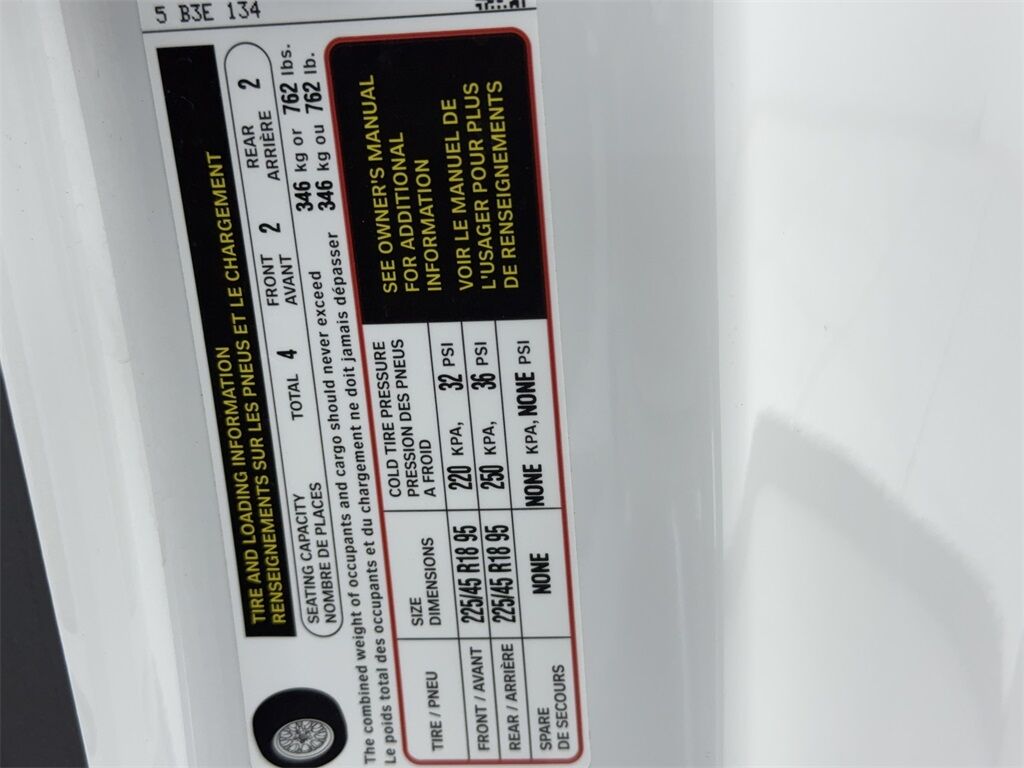 5 B3E 134
TIRE AND LOADING INFORMATION
RENSEIGNEMENTS SUR LES PNEUS ET LE CHARGEMENT
SEATING CAPACITY
NOMBRE DE PLACES
TOTAL 4
FRONT
AVANT 2
REAR
ARRIÈRE 2
The combined weight of occupants and cargo should never exceed 346 kg or 762 lbs.
Le poids total des occupants et du chargement ne doit jamais dépasser 346 kg ou 762 lb.
TIRE / PNEU
SIZE
DIMENSIONS
COLD TIRE PRESSURE
PRESSION DES PNEUS
A FROID
FRONT / AVANT 225/45 R18 95 220 KPA, 32 PSI
REAR / ARRIÈRE 225/45 R18 95 250 KPA, 36 PSI
SPARE
DE SECOURS
NONE NONE KPA, NONE PSI
SEE OWNER'S MANUAL
FOR ADDITIONAL
INFORMATION
VOIR LE MANUEL DE
L'USAGER POUR PLUS
DE RENSEIGNEMENTS